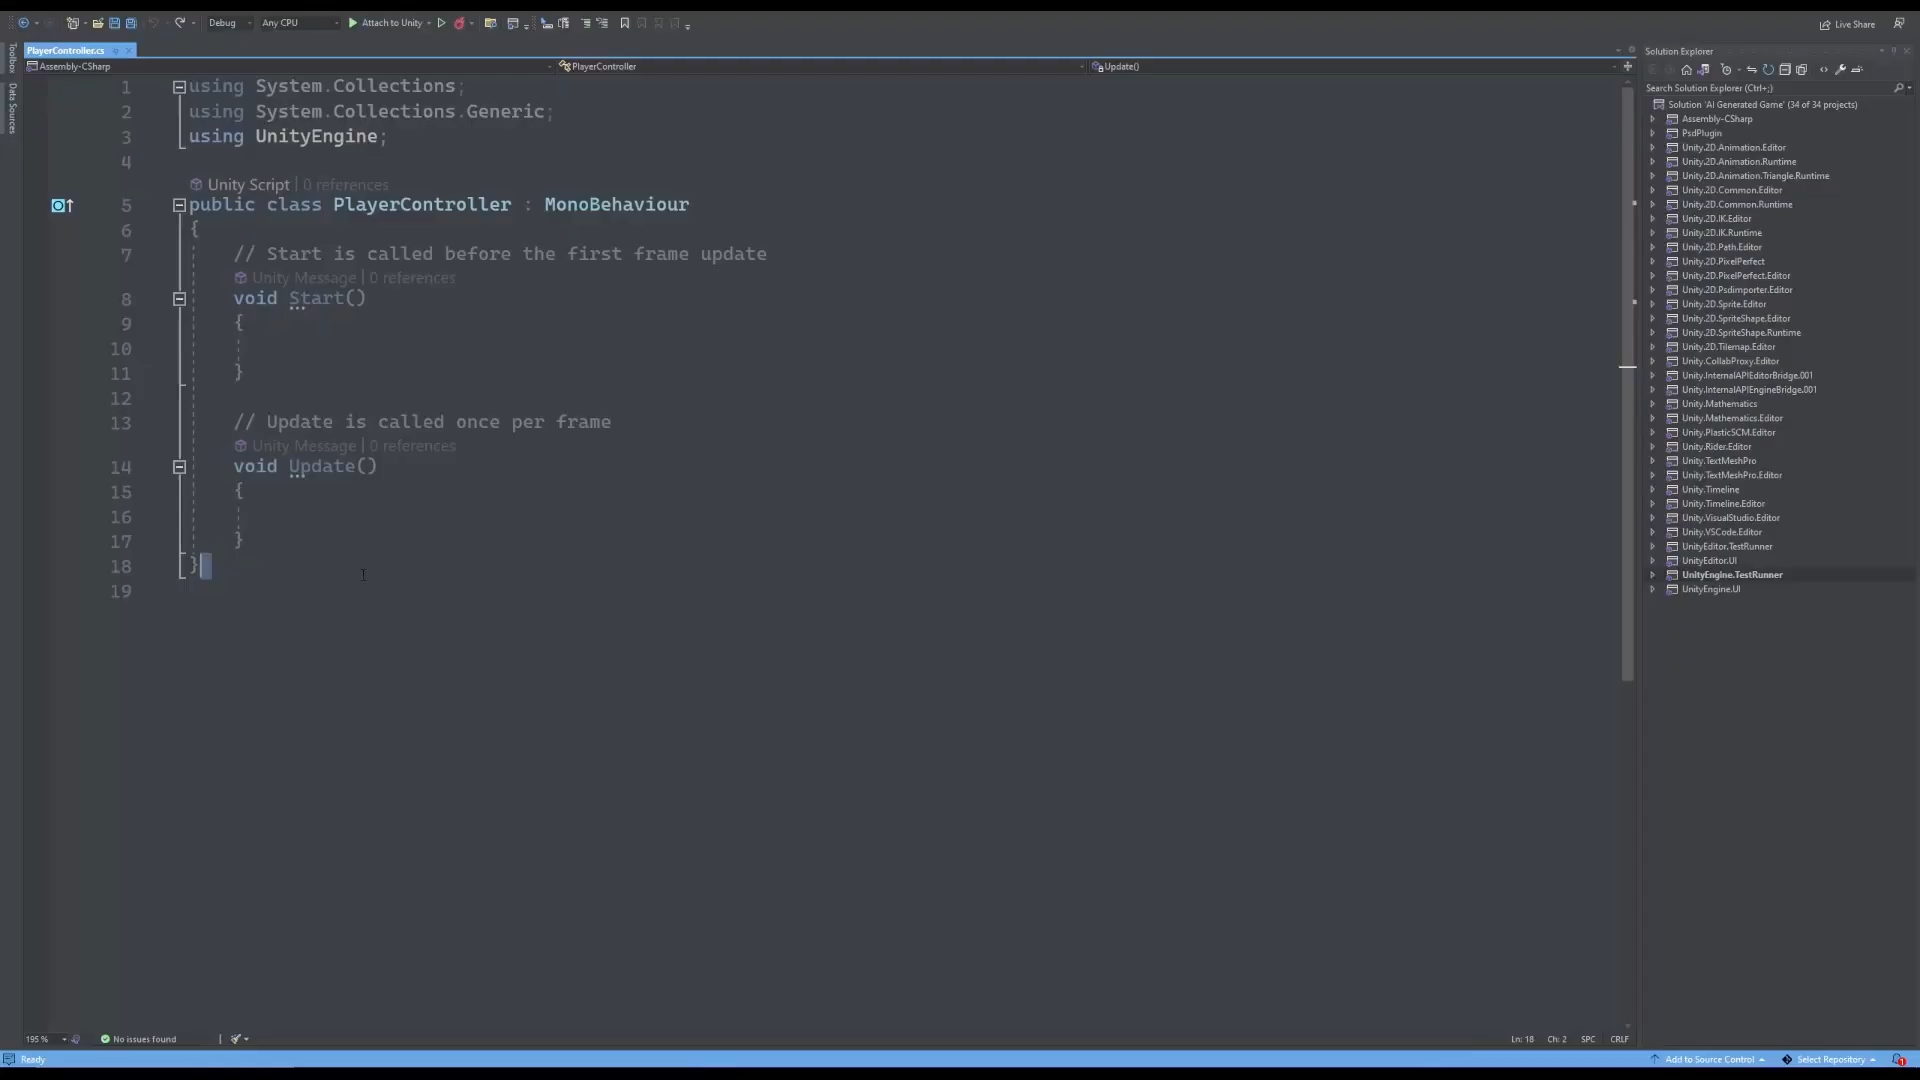 Debug
Any CPU
Attach to Unity
Live Share
PlayerController.cs
Assembly-CSharp
PlayerController
Update()
Toolbox
Data Sources
1 using System.Collections;
2 using System.Collections.Generic;
3 using UnityEngine;
4
Unity Script | 0 references
5 public class PlayerController : MonoBehaviour
6 {
7 // Start is called before the first frame update
Unity Message | 0 references
8 void Start()
9 {
10
11 }
12
13 // Update is called once per frame
Unity Message | 0 references
14 void Update()
15 {
16
17 }
18 }
19
Solution Explorer
Search Solution Explorer (Ctrl+;)
Solution 'AI Generated Game' (34 of 34 projects)
Assembly-CSharp
PsdPlugin
Unity.2D.Animation.Editor
Unity.2D.Animation.Runtime
Unity.2D.Animation.Triangle.Runtime
Unity.2D.Common.Editor
Unity.2D.Common.Runtime
Unity.2D.IK.Editor
Unity.2D.IK.Runtime
Unity.2D.Path.Editor
Unity.2D.PixelPerfect
Unity.2D.PixelPerfect.Editor
Unity.2D.Psdimporter.Editor
Unity.2D.Sprite.Editor
Unity.2D.SpriteShape.Editor
Unity.2D.SpriteShape.Runtime
Unity.2D.Tilemap.Editor
Unity.CollabProxy.Editor
Unity.InternalAPIEditorBridge.001
Unity.InternalAPIEngineBridge.001
Unity.Mathematics
Unity.Mathematics.Editor
Unity.PlasticSCM.Editor
Unity.Rider.Editor
Unity.TextMeshPro
Unity.TextMeshPro.Editor
Unity.Timeline
Unity.Timeline.Editor
Unity.VisualStudio.Editor
Unity.VSCode.Editor
UnityEditor.TestRunner
UnityEditor.UI
UnityEngine.TestRunner
UnityEngine.UI
195 %
No issues found
Ln: 18 Ch: 2 SPC CRLF
Ready
Add to Source Control
Select Repository
1